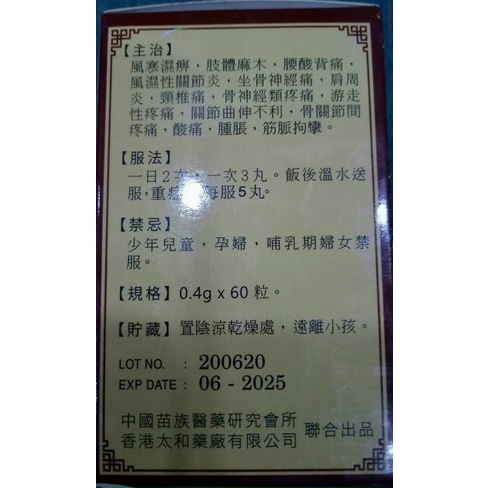 【主治】
風寒濕痹，肢體麻木，腰酸背痛，
風濕性關節炎，坐骨神經痛，肩周
炎，頸椎痛，骨神經類疼痛，游走
性疼痛，關節曲伸不利，骨關節間
疼痛，酸痛，腫脹，筋脈拘攣。
【服法】
一日2次，一次3丸。飯後溫水送
服，重症 每服5丸。
【禁忌】
少年兒童，孕婦，哺乳期婦女禁
服。
【規格】0.4g x 60 粒。
【貯藏】置陰涼乾燥處，遠離小孩。
LOT NO. : 200620
EXP DATE : 06 - 2025
中國苗族醫藥研究會所
香港太和藥廠有限公司
聯合出品